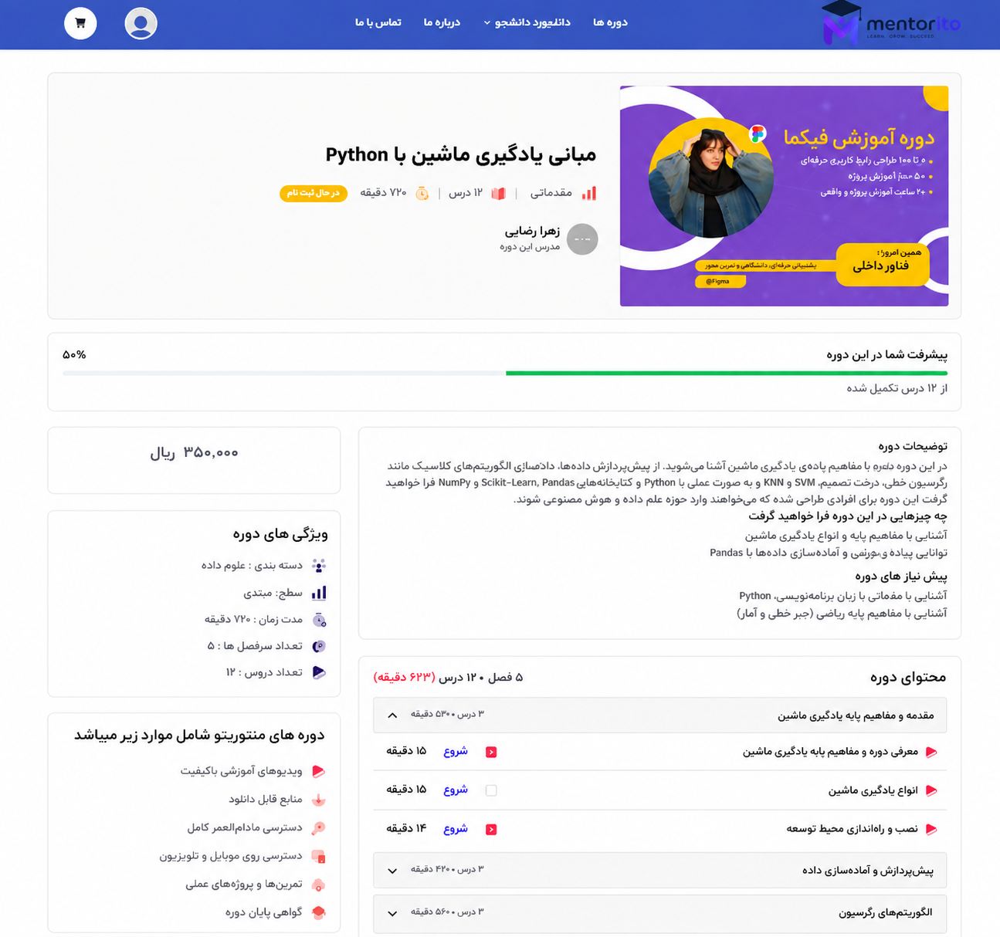 mentorito
LEARN. GROW. SUCCEED
دوره ها
دانلیورد دانشجو
درباره ما
تماس با ما
دوره آموزش فیگما
۰ تا ۱۰۰ طراحی رابط کاربری حرفه‌ای
۵۰ آموزش پروژه
+۲۰ ساعت آموزش پروژه و واقعی
همین امروز:
فناور داخلی
پشتیبانی حرفه‌ای، دانشگاهی و تمرین محور
@Figma
مبانی یادگیری ماشین با Python
مقدماتی | ۱۲ درس | ۷۲۰ دقیقه
در حال ثبت نام
زهرا رضایی
مدرس این دوره
پیشرفت شما در این دوره
۵۰%
از ۱۲ درس تکمیل شده
توضیحات دوره
در این دوره با مفاهیم یادگیری ماشین آشنا می‌شوید. از پیش‌پردازش داده‌ها، الگوریتم‌های کلاسیک مانند
رگرسیون خطی، درخت تصمیم، SVM و KNN و به صورت عملی با Python و کتابخانه‌هایی Scikit-Learn, Pandas و NumPy فرا خواهید
گرفت این دوره برای افرادی طراحی شده که می‌خواهند وارد حوزه علم داده و هوش مصنوعی شوند.
چه چیزهایی در این دوره فرا خواهید گرفت
آشنایی با مفاهیم پایه و انواع یادگیری ماشین
توانایی پیاده و آماده‌سازی داده‌ها با Pandas
پیش نیاز های دوره
آشنایی با مقدماتی با زبان برنامه‌نویسی، Python
آشنایی با مفاهیم پایه ریاضی (جبر خطی و آمار)
محتوای دوره
۵ فصل • ۱۲ درس (۶۲۳ دقیقه)
مقدمه و مفاهیم پایه یادگیری ماشین
۳ درس • ۵۳۰ دقیقه
معرفی دوره و مفاهیم پایه یادگیری ماشین
شروع
۱۵ دقیقه
انواع یادگیری ماشین
شروع
۱۵ دقیقه
نصب و راه‌اندازی محیط توسعه
شروع
۱۴ دقیقه
پیش‌پردازش و آماده‌سازی داده
۳ درس • ۴۲۰ دقیقه
الگوریتم‌های رگرسیون
۳ درس • ۵۶۰ دقیقه
۳۵۰,۰۰۰ ریال
ویژگی های دوره
دسته بندی : علوم داده
سطح: مبتدی
مدت زمان : ۷۲۰ دقیقه
تعداد سرفصل ها : ۵
تعداد دروس : ۱۲
دوره های منتوریتو شامل موارد زیر میباشد
ویدیوهای آموزشی باکیفیت
منابع قابل دانلود
دسترسی مادام‌العمر کامل
دسترسی روی موبایل و تلویزیون
تمرین‌ها و پروژه‌های عملی
گواهی پایان دوره